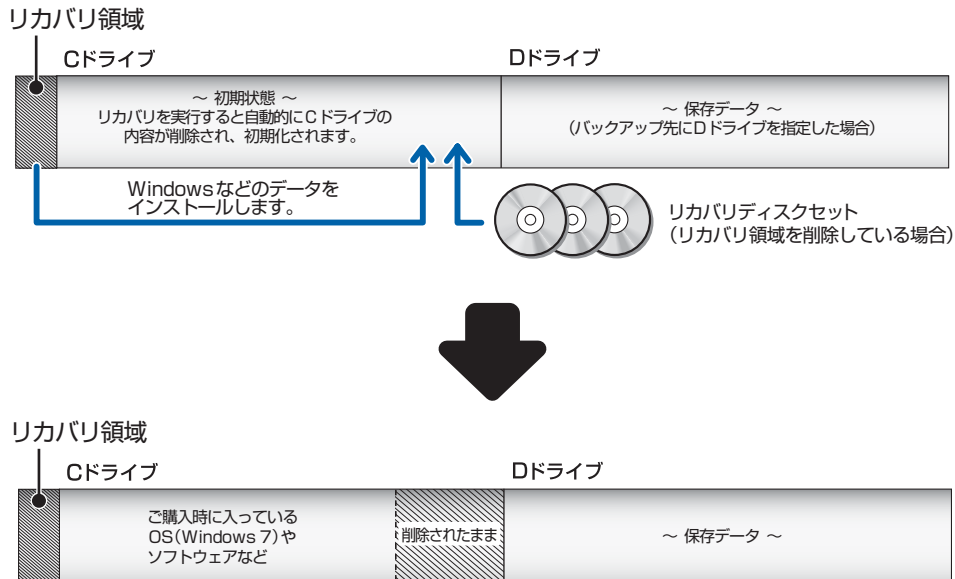 リカバリ領域
Cドライブ
Dドライブ
～ 初期状態 ～
リカバリを実行すると自動的にCドライブの
内容が削除され、初期化されます。
～ 保存データ ～
（バックアップ先にDドライブを指定した場合）
Windowsなどのデータを
インストールします。
リカバリディスクセット
（リカバリ領域を削除している場合）
リカバリ領域
Cドライブ
Dドライブ
ご購入時に入っている
OS（Windows 7）や
ソフトウェアなど
削除されたまま
～ 保存データ ～